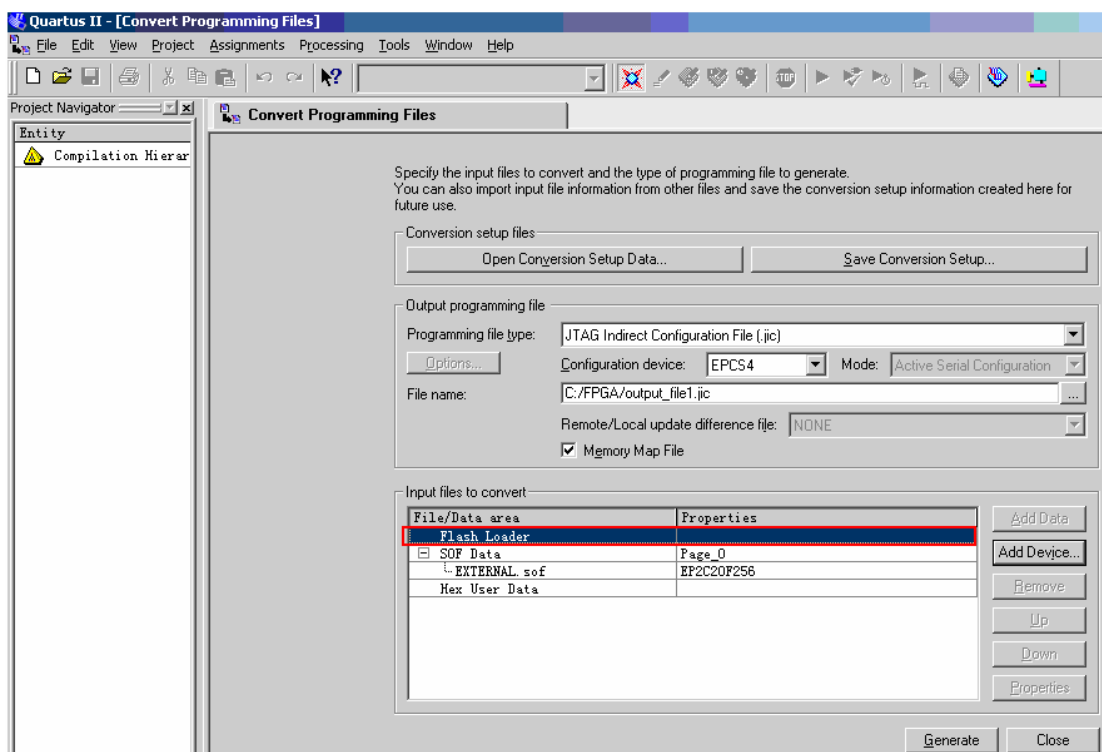 Quartus II - [Convert Programming Files]
File Edit View Project Assignments Processing Tools Window Help
STOP
Project Navigator
Convert Programming Files
Entity
Compilation Hierar
Specify the input files to convert and the type of programming file to generate.
You can also import input file information from other files and save the conversion setup information created here for
future use.
Conversion setup files
Open Conversion Setup Data... Save Conversion Setup...
Output programming file
Programming file type: JTAG Indirect Configuration File (.jic)
Options... Configuration device: EPCS4 Mode: Active Serial Configuration
File name: C:/FPGA/output_file1.jic ...
Remote/Local update difference file: NONE
Memory Map File
Input files to convert
File/Data area Properties Add Data
Flash Loader
SOF Data Page_0 Add Device...
EXTERNAL.sof EP2C20F256
Hex User Data Remove
Up
Down
Properties
Generate Close